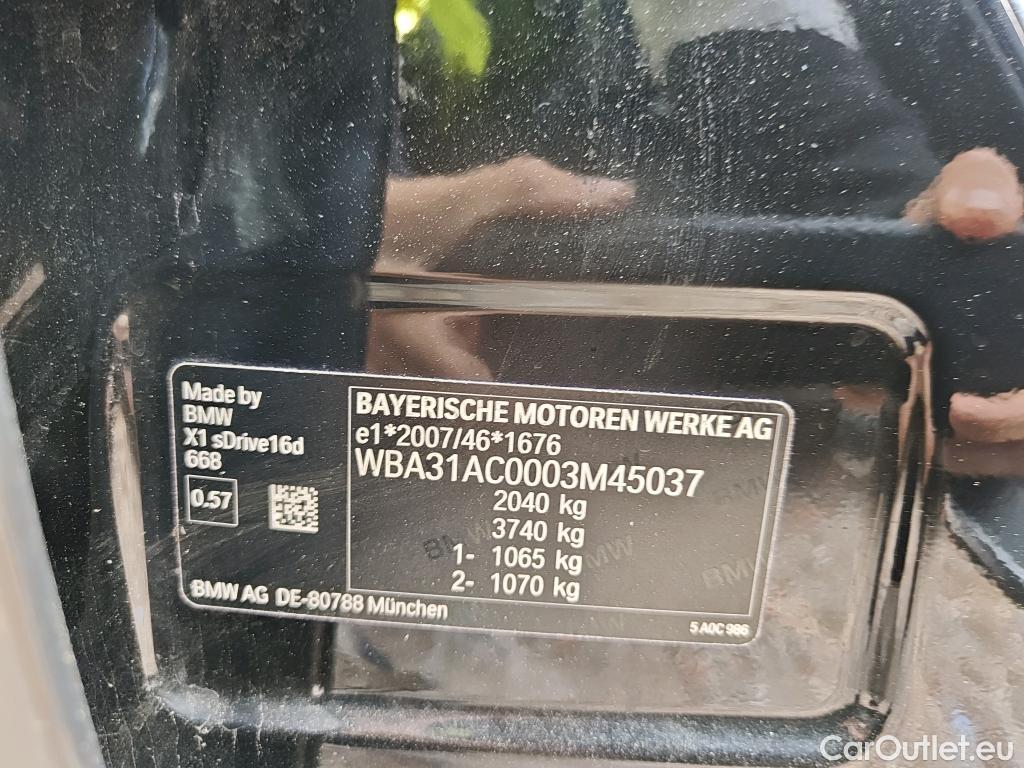 Made by
BMW
X1 sDrive16d
668
0.57
BAYERISCHE MOTOREN WERKE AG
e1*2007/46*1676
WBA31AC0003M45037
2040 kg
3740 kg
1- 1065 kg
2- 1070 kg
BMW AG DE-80788 München
5 A0C 986
CarOutlet.eu